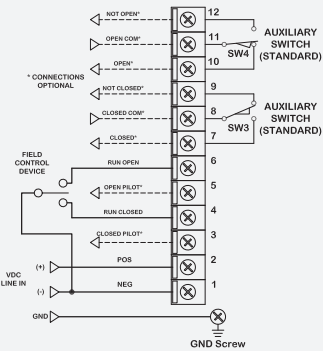 NOT OPEN* 12
OPEN COM* 11
SW4
AUXILIARY
SWITCH
(STANDARD)
OPEN* 10
* CONNECTIONS
OPTIONAL
NOT CLOSED* 9
CLOSED COM* 8
SW3
AUXILIARY
SWITCH
(STANDARD)
CLOSED* 7
FIELD
CONTROL
DEVICE
RUN OPEN 6
OPEN PILOT* 5
RUN CLOSED 4
CLOSED PILOT* 3
(+) POS 2
VDC
LINE IN
(-) NEG 1
GND
GND Screw